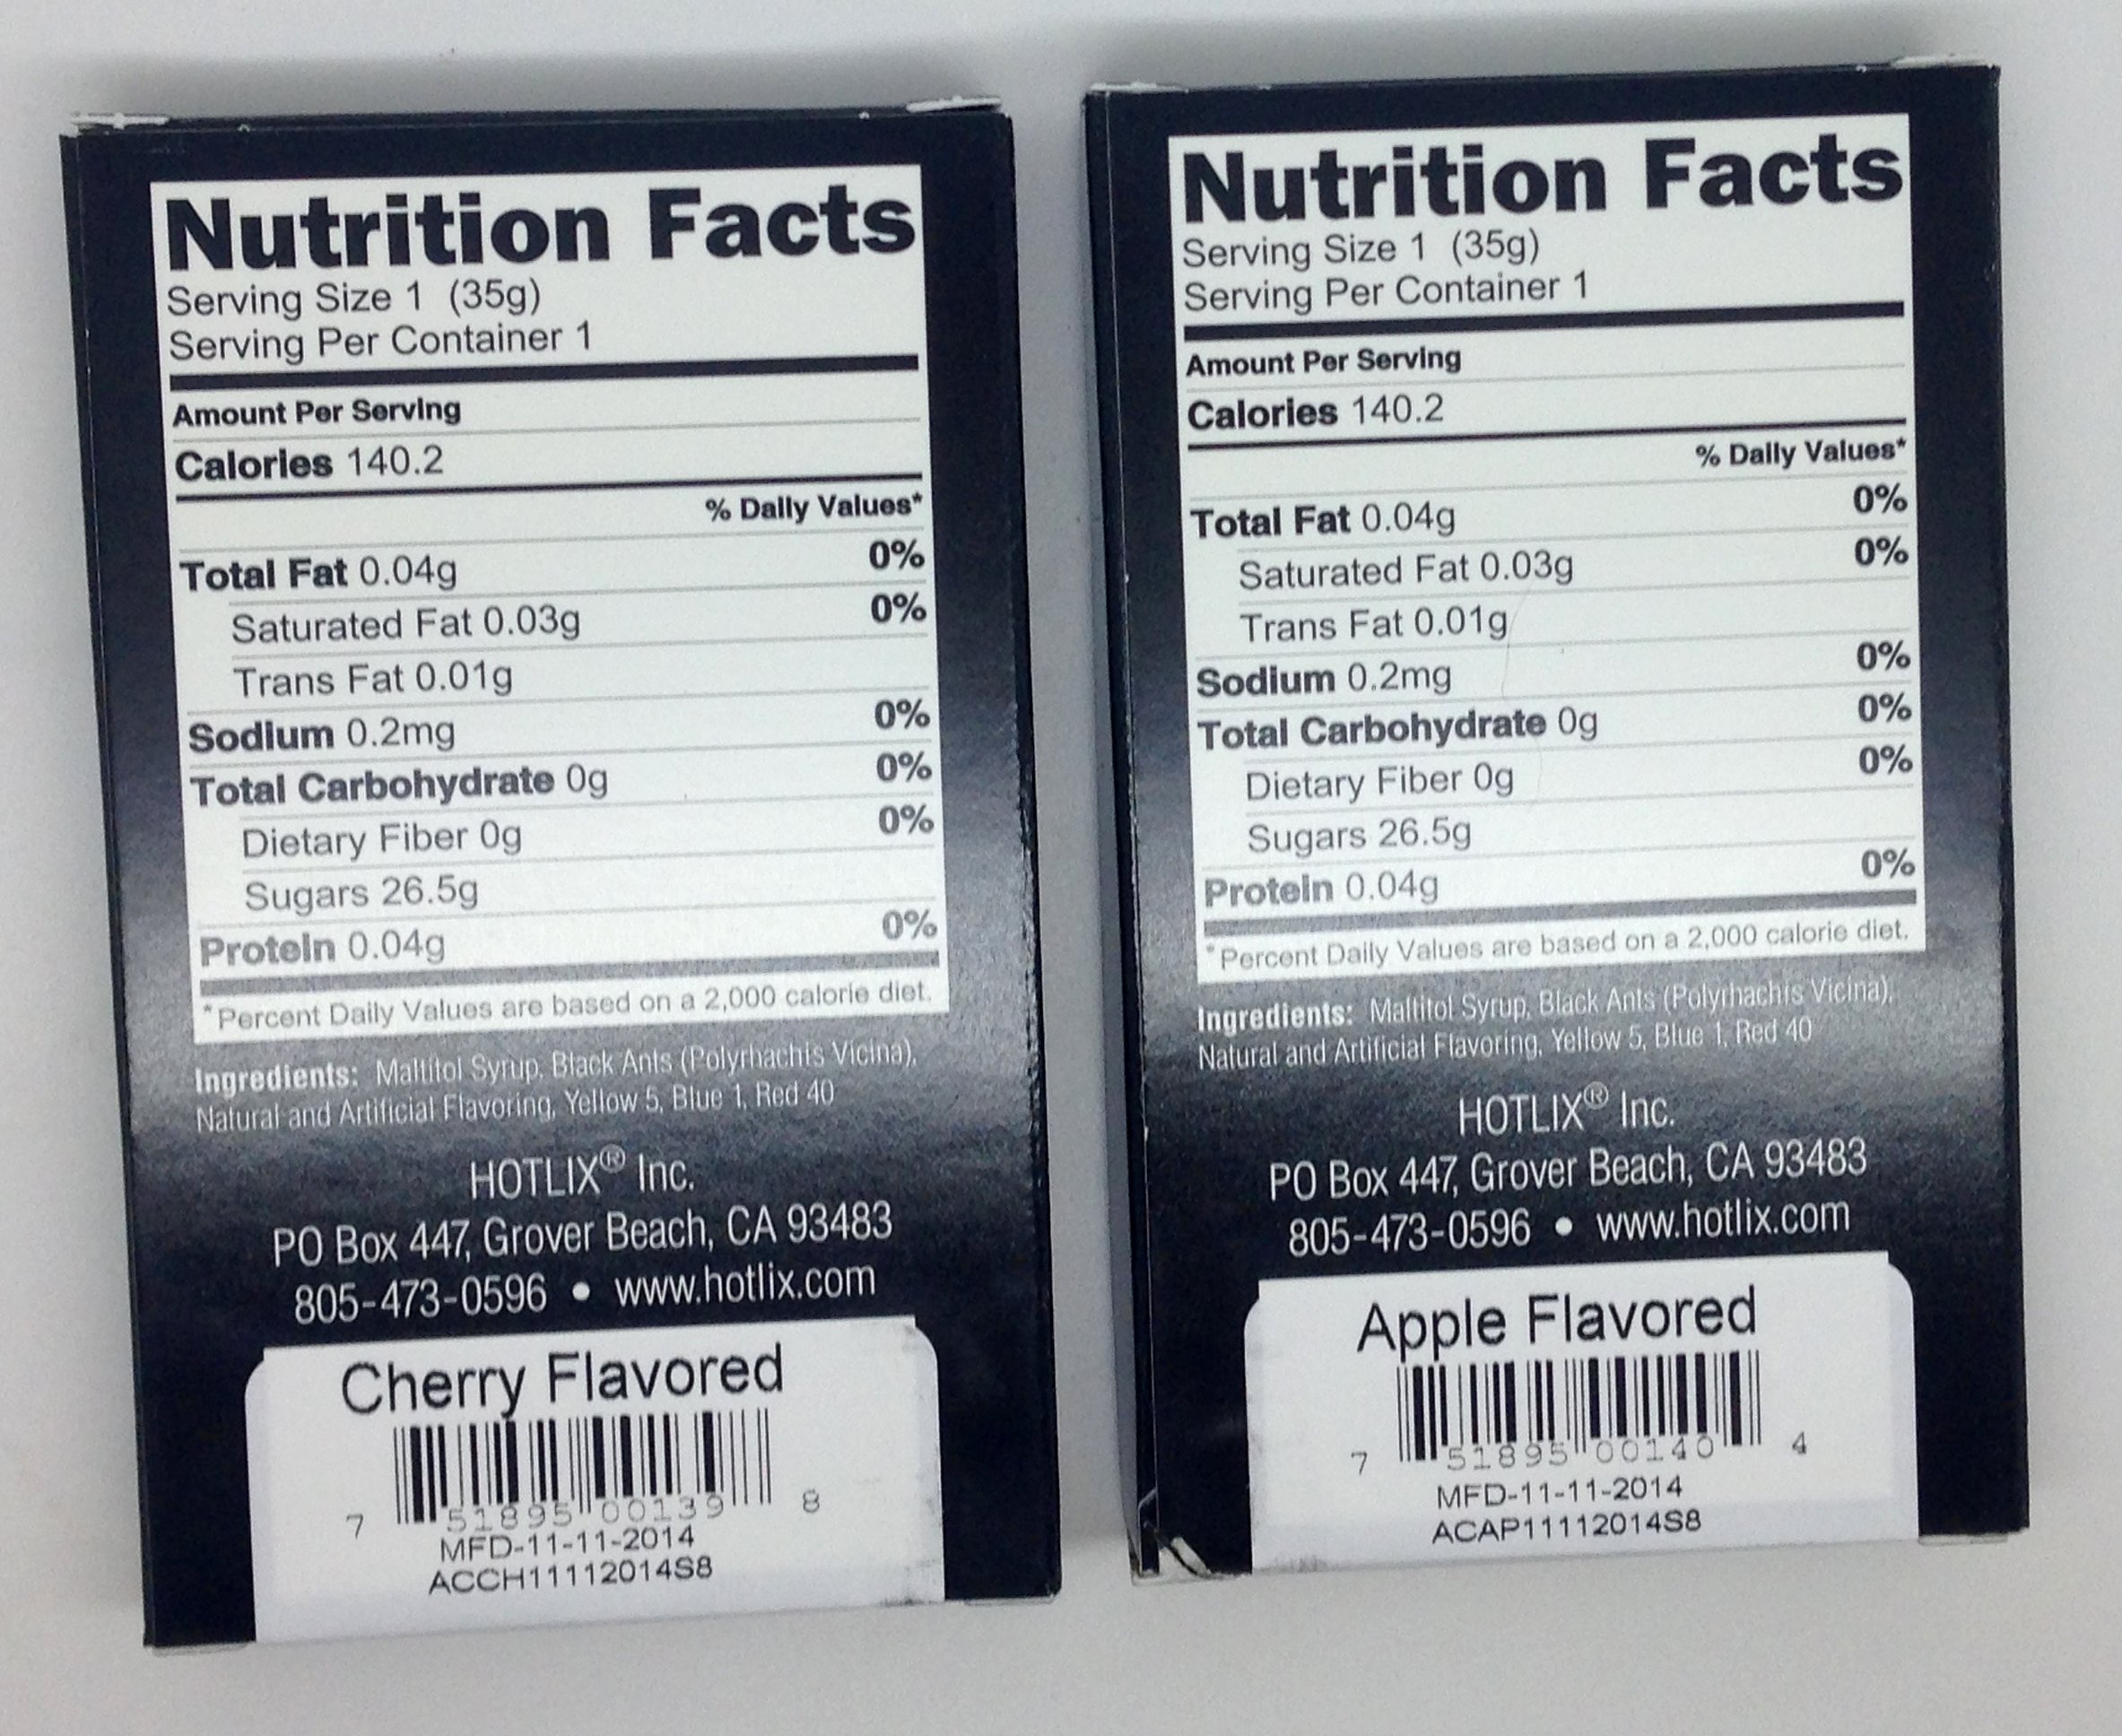 Nutrition Facts
Serving Size 1 (35g)
Serving Per Container 1
Amount Per Serving
Calories 140.2
% Daily Values*
Total Fat 0.04g 0%
Saturated Fat 0.03g 0%
Trans Fat 0.01g
Sodium 0.2mg 0%
Total Carbohydrate 0g 0%
Dietary Fiber 0g 0%
Sugars 26.5g
Protein 0.04g 0%
*Percent Daily Values are based on a 2,000 calorie diet.
Ingredients: Maltitol Syrup, Black Ants (Polyrhachis Vicina),
Natural and Artificial Flavoring, Yellow 5, Blue 1, Red 40
HOTLIX® Inc.
PO Box 447, Grover Beach, CA 93483
805-473-0596 • www.hotlix.com
Cherry Flavored
7 51895 00139 8
MFD-11-11-2014
ACCH11112014S8
Nutrition Facts
Serving Size 1 (35g)
Serving Per Container 1
Amount Per Serving
Calories 140.2
% Daily Values*
Total Fat 0.04g 0%
Saturated Fat 0.03g 0%
Trans Fat 0.01g
Sodium 0.2mg 0%
Total Carbohydrate 0g 0%
Dietary Fiber 0g 0%
Sugars 26.5g
Protein 0.04g 0%
*Percent Daily Values are based on a 2,000 calorie diet.
Ingredients: Maltitol Syrup, Black Ants (Polyrhachis Vicina),
Natural and Artificial Flavoring, Yellow 5, Blue 1, Red 40
HOTLIX® Inc.
PO Box 447, Grover Beach, CA 93483
805-473-0596 • www.hotlix.com
Apple Flavored
7 51895 00140 4
MFD-11-11-2014
ACAP11112014S8